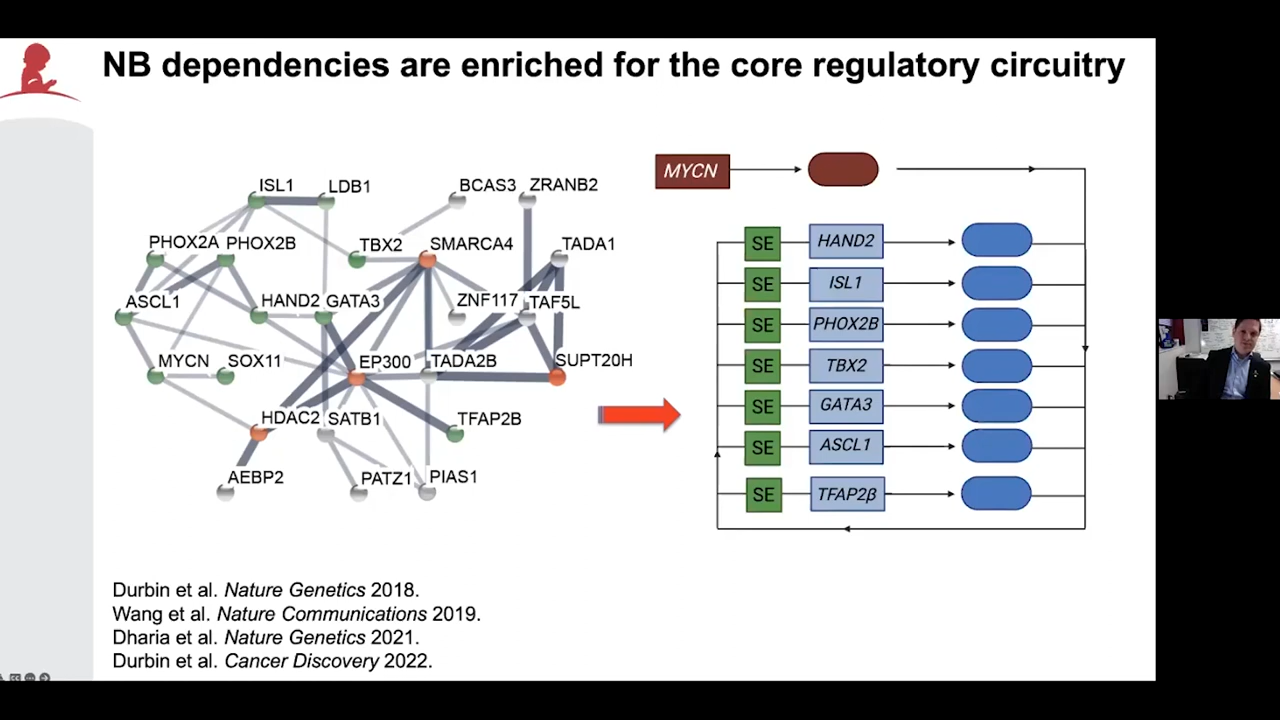 NB dependencies are enriched for the core regulatory circuitry
ISL1 LDB1 BCAS3 ZRANB2
PHOX2A PHOX2B TBX2 SMARCA4 TADA1
ASCL1 HAND2 GATA3 ZNF117 TAF5L
MYCN SOX11 EP300 TADA2B SUPT20H
HDAC2 SATB1 TFAP2B
AEBP2 PATZ1 PIAS1
MYCN
SE HAND2
SE ISL1
SE PHOX2B
SE TBX2
SE GATA3
SE ASCL1
SE TFAP2β
Durbin et al. Nature Genetics 2018.
Wang et al. Nature Communications 2019.
Dharia et al. Nature Genetics 2021.
Durbin et al. Cancer Discovery 2022.